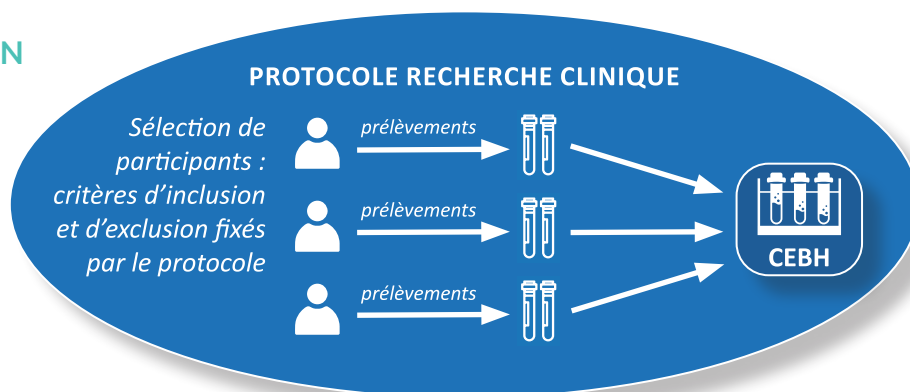 N
PROTOCOLE RECHERCHE CLINIQUE
Sélection de
participants :
critères d'inclusion
et d'exclusion fixés
par le protocole
prélèvements
prélèvements
prélèvements
CEBH